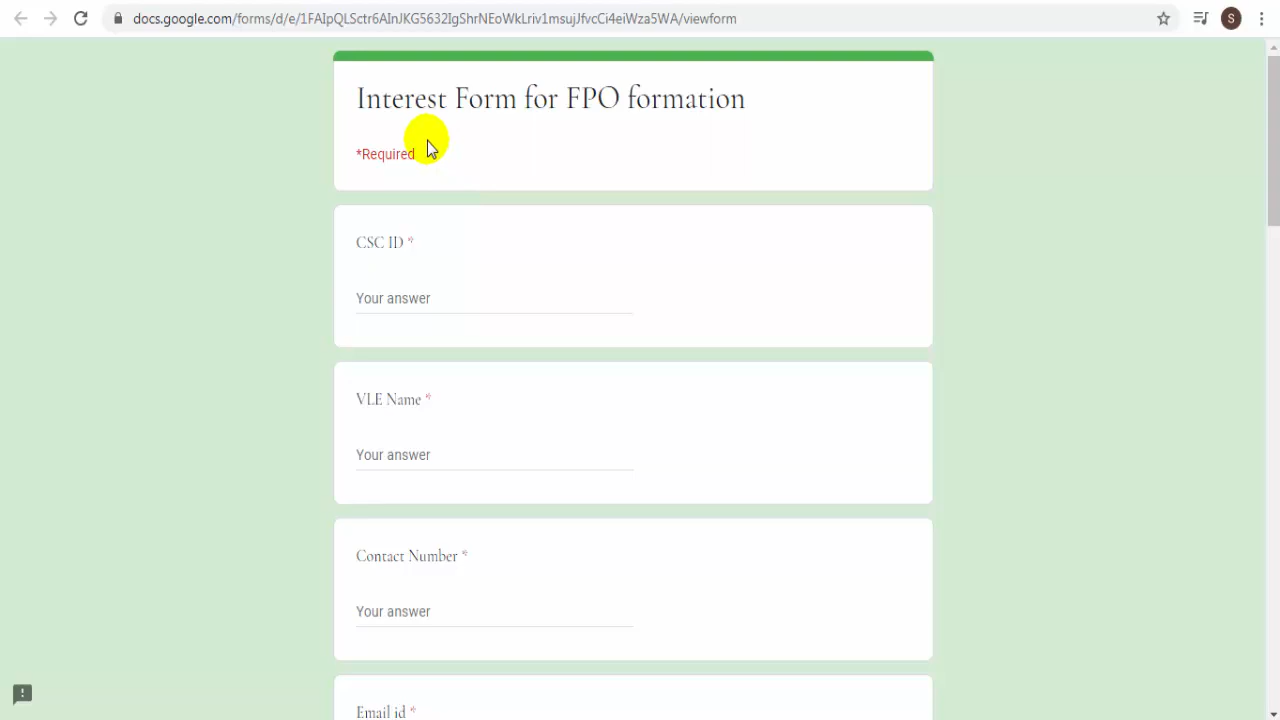 docs.google.com/forms/d/e/1FAIpQLSctr6AInJKG5632IgShrNEoWkLriv1msujJfvcCi4eiWza5WA/viewform
S
Interest Form for FPO formation
*Required
CSC ID *
Your answer
VLE Name *
Your answer
Contact Number *
Your answer
Email id *